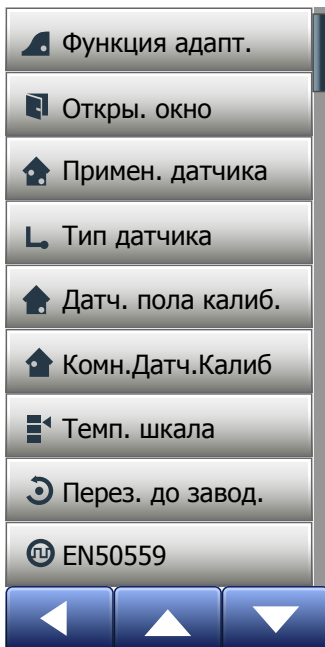 Функция адапт.
Откры. окно
Примен. датчика
Тип датчика
Датч. пола калиб.
Комн.Датч.Калиб
Темп. шкала
Перез. до завод.
EN50559